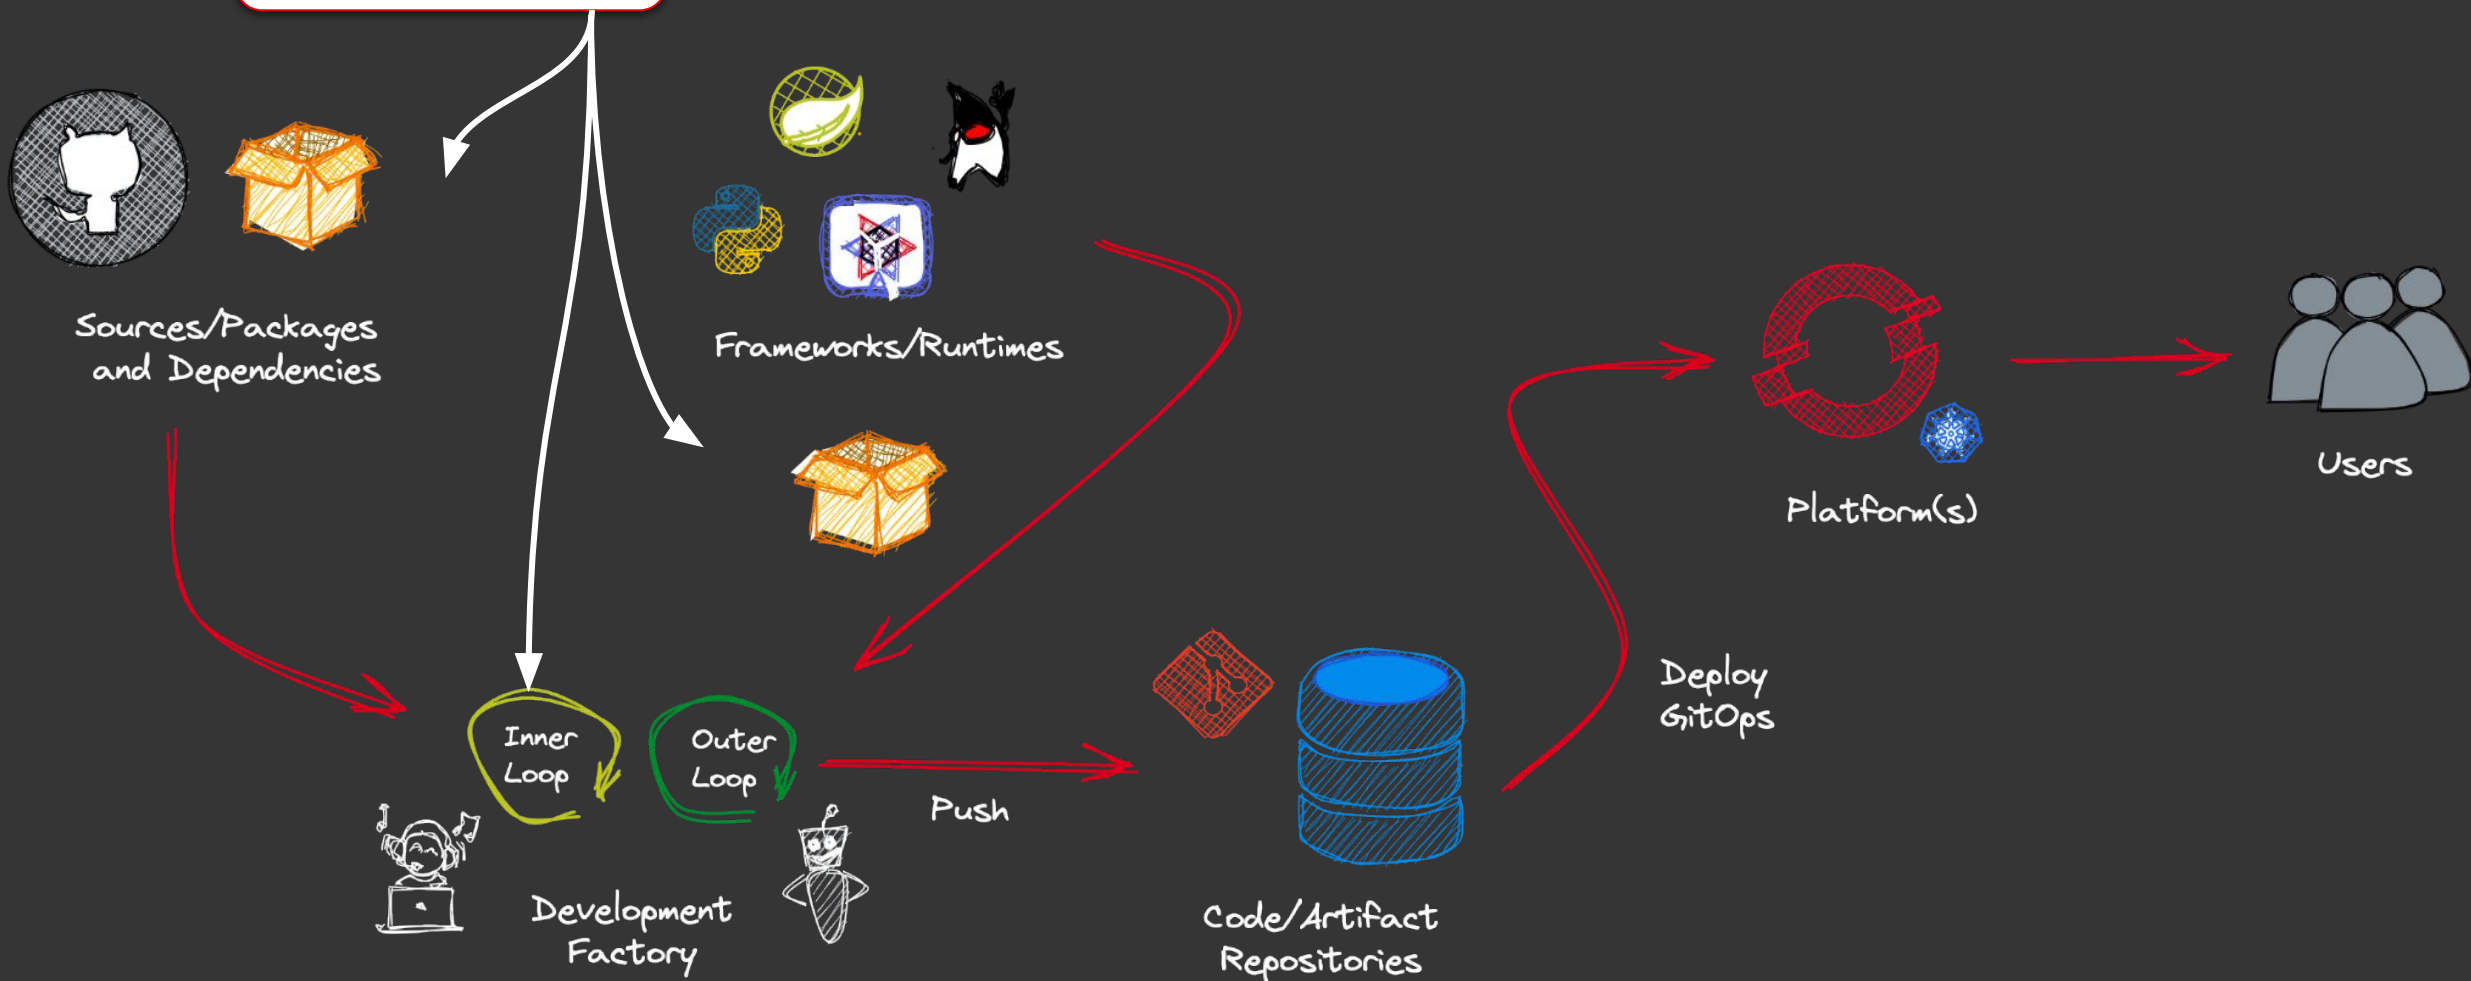 Sources/Packages
and Dependencies
Frameworks/Runtimes
Platform(s)
Users
Inner
Loop
Outer
Loop
Push
Deploy
GitOps
Development
Factory
Code/Artifact
Repositories